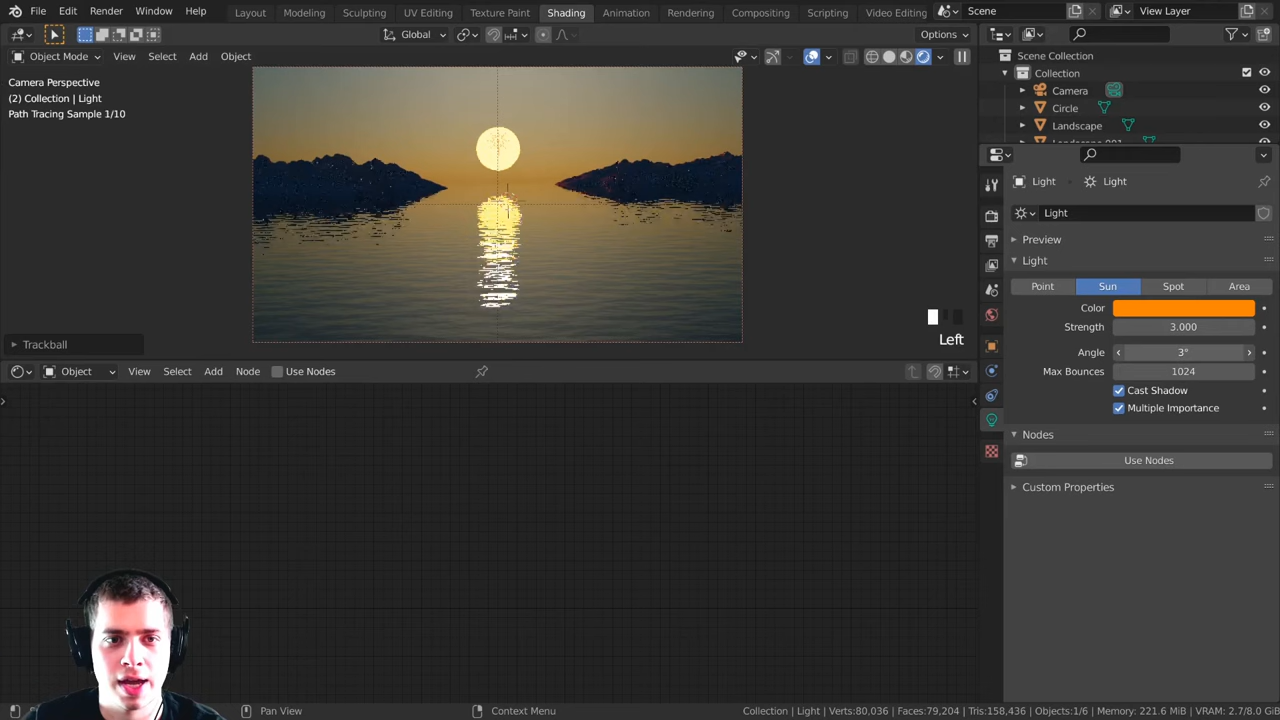 File Edit Render Window Help Layout Modeling Sculpting UV Editing Texture Paint Shading Animation Rendering Compositing Scripting Video Editing Scene View Layer
Global Options
Object Mode View Select Add Object
Scene Collection
Collection
Camera
Circle
Landscape
Camera Perspective
(2) Collection | Light
Path Tracing Sample 1/10
Left
Trackball
Object View Select Add Node Use Nodes
Light Light
Light
Preview
Light
Point Sun Spot Area
Color
Strength 3.000
Angle 3°
Max Bounces 1024
Cast Shadow
Multiple Importance
Nodes
Use Nodes
Custom Properties
Pan View Context Menu Collection | Light Verts:80,036 | Faces:79,204 | Tris:158,436 | Objects:1/6 | Memory: 221.6 MiB | VRAM: 2.7/8.0 Gi